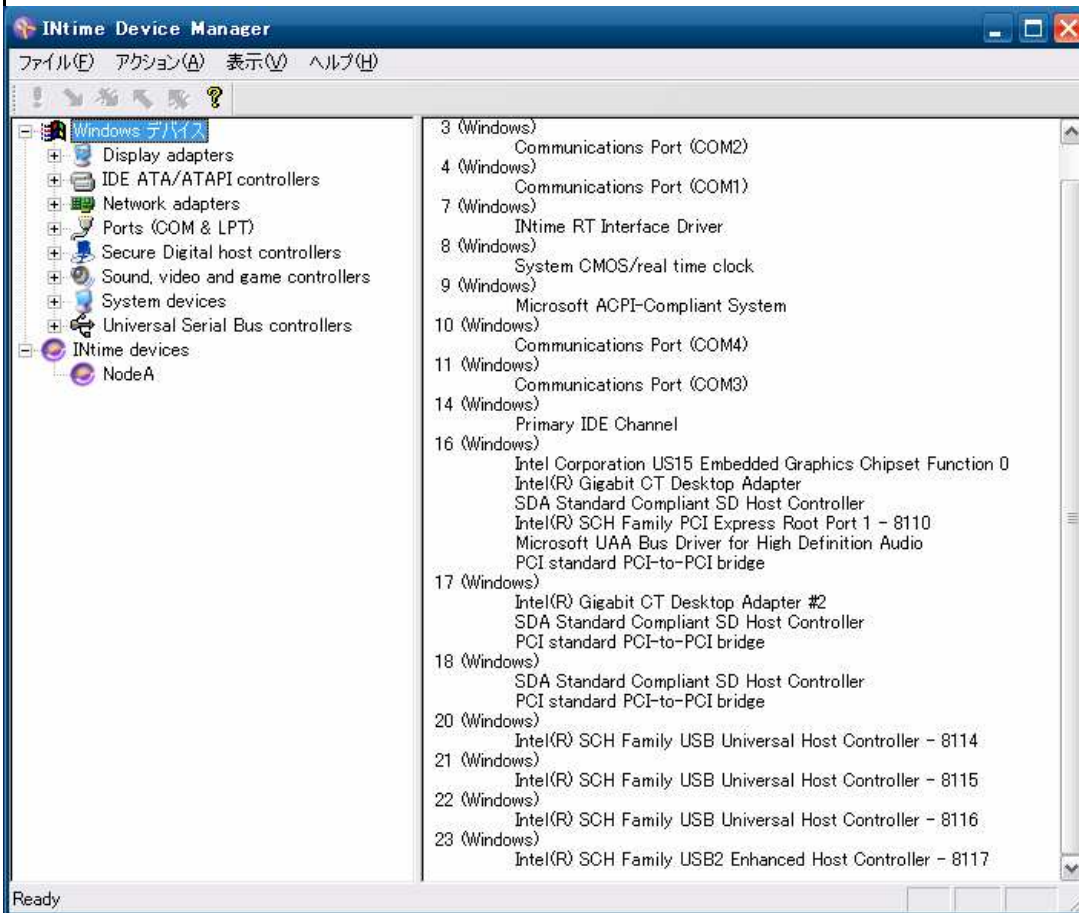 INtime Device Manager
ファイル(F) アクション(A) 表示(V) ヘルプ(H)
Windows デバイス
Display adapters
IDE ATA/ATAPI controllers
Network adapters
Ports (COM & LPT)
Secure Digital host controllers
Sound, video and game controllers
System devices
Universal Serial Bus controllers
INtime devices
NodeA
3 (Windows)
Communications Port (COM2)
4 (Windows)
Communications Port (COM1)
7 (Windows)
INtime RT Interface Driver
8 (Windows)
System CMOS/real time clock
9 (Windows)
Microsoft ACPI-Compliant System
10 (Windows)
Communications Port (COM4)
11 (Windows)
Communications Port (COM3)
14 (Windows)
Primary IDE Channel
16 (Windows)
Intel Corporation US15 Embedded Graphics Chipset Function 0
Intel(R) Gigabit CT Desktop Adapter
SDA Standard Compliant SD Host Controller
Intel(R) SCH Family PCI Express Root Port 1 - 8110
Microsoft UAA Bus Driver for High Definition Audio
PCI standard PCI-to-PCI bridge
17 (Windows)
Intel(R) Gigabit CT Desktop Adapter #2
SDA Standard Compliant SD Host Controller
PCI standard PCI-to-PCI bridge
18 (Windows)
SDA Standard Compliant SD Host Controller
PCI standard PCI-to-PCI bridge
20 (Windows)
Intel(R) SCH Family USB Universal Host Controller - 8114
21 (Windows)
Intel(R) SCH Family USB Universal Host Controller - 8115
22 (Windows)
Intel(R) SCH Family USB Universal Host Controller - 8116
23 (Windows)
Intel(R) SCH Family USB2 Enhanced Host Controller - 8117
Ready